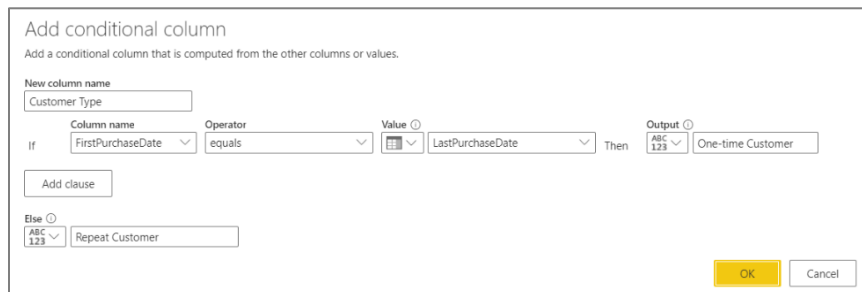 Add conditional column
Add a conditional column that is computed from the other columns or values.
New column name
Customer Type
Column name Operator Value Output
If FirstPurchaseDate equals LastPurchaseDate Then ABC 123 One-time Customer
Add clause
Else
ABC 123 Repeat Customer
OK Cancel